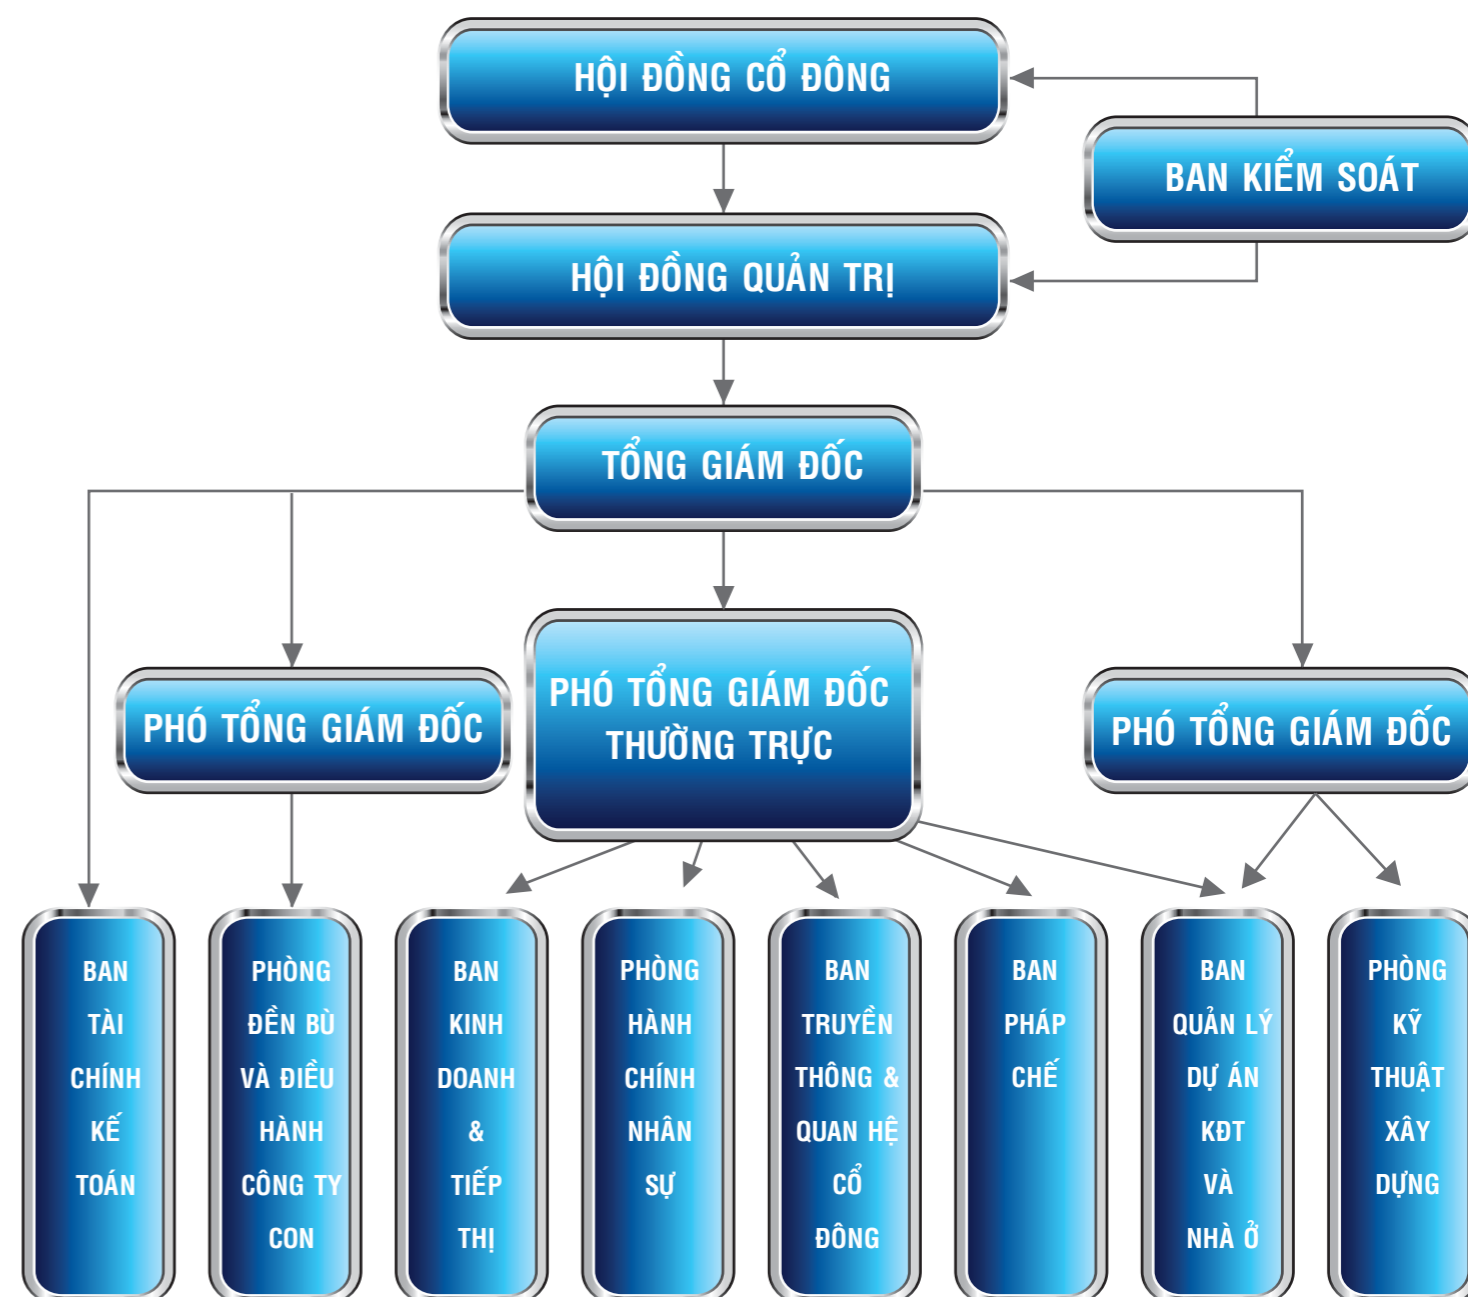 HỘI ĐỒNG CỔ ĐÔNG
BAN KIỂM SOÁT
HỘI ĐỒNG QUẢN TRỊ
TỔNG GIÁM ĐỐC
PHÓ TỔNG GIÁM ĐỐC
PHÓ TỔNG GIÁM ĐỐC
THƯỜNG TRỰC
PHÓ TỔNG GIÁM ĐỐC
BAN
TÀI
CHÍNH
KẾ
TOÁN
PHÒNG
ĐỀN BÙ
VÀ ĐIỀU
HÀNH
CÔNG TY
CON
BAN
KINH
DOANH
&
TIẾP
THỊ
PHÒNG
HÀNH
CHÍNH
NHÂN
SỰ
BAN
TRUYỀN
THÔNG &
QUAN HỆ
CỔ
ĐÔNG
BAN
PHÁP
CHẾ
BAN
QUẢN LÝ
DỰ ÁN
KĐT
VÀ
NHÀ Ở
PHÒNG
KỸ
THUẬT
XÂY
DỰNG